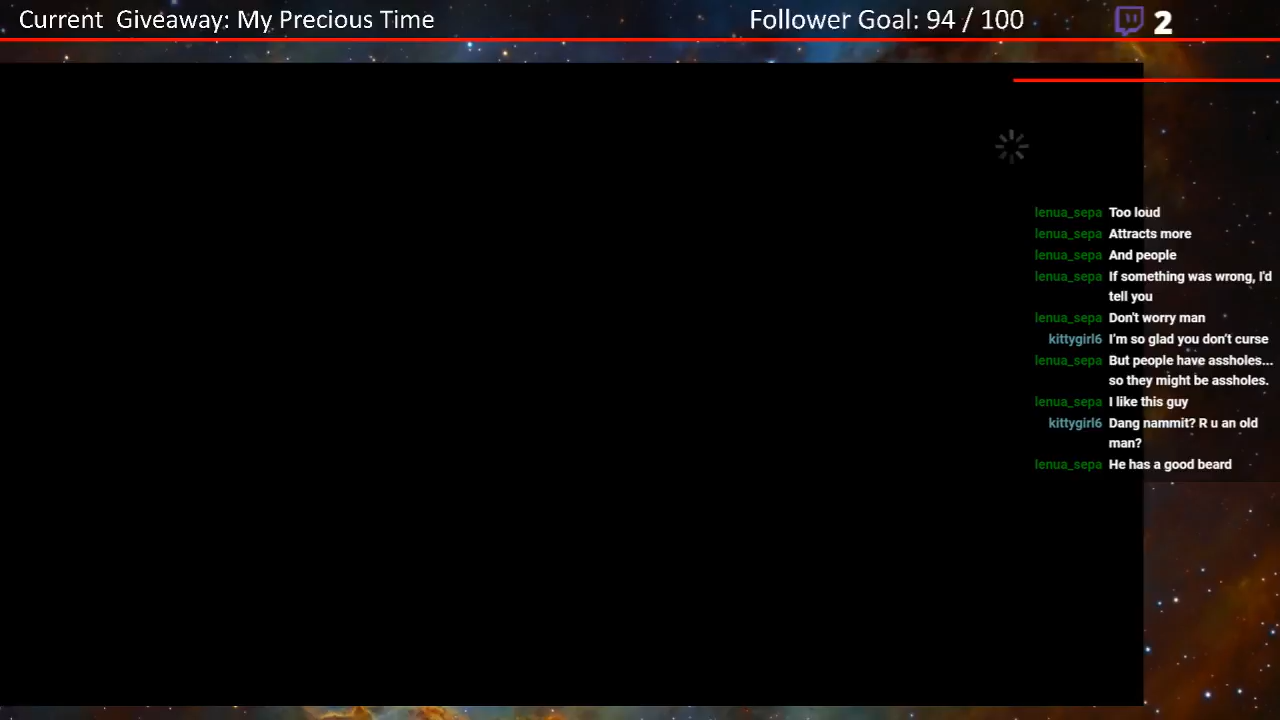 Current  Giveaway: My Precious Time
Follower Goal: 94 / 100
2
lenua_sepa Too loud
lenua_sepa Attracts more
lenua_sepa And people
lenua_sepa If something was wrong, I'd
tell you
lenua_sepa Don't worry man
kittygirl6 I’m so glad you don’t curse
lenua_sepa But people have assholes...
so they might be assholes.
lenua_sepa I like this guy
kittygirl6 Dang nammit? R u an old
man?
lenua_sepa He has a good beard